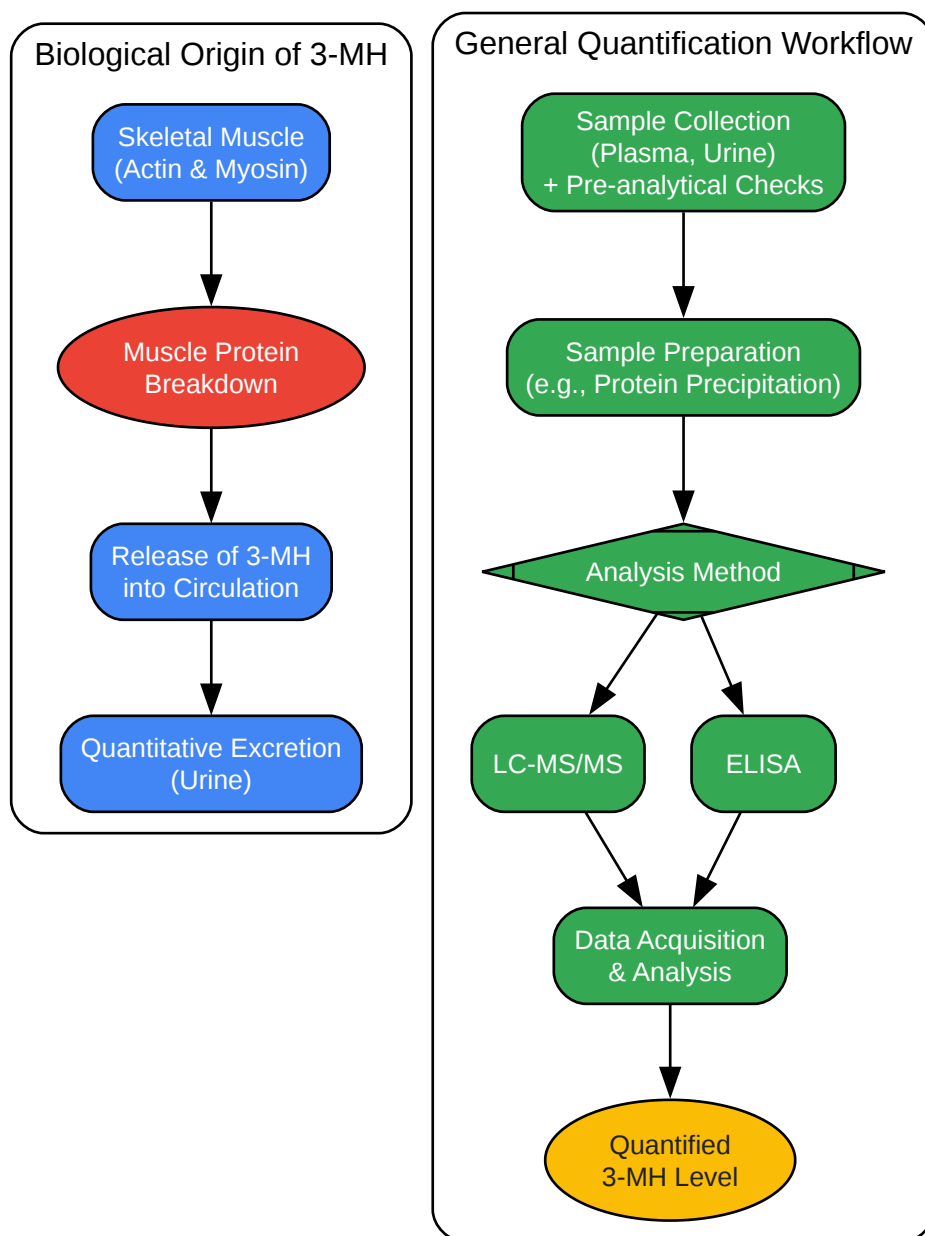 Biological Origin of 3-MH
Skeletal Muscle
(Actin & Myosin)
Muscle Protein
Breakdown
Release of 3-MH
into Circulation
Quantitative Excretion
(Urine)
General Quantification Workflow
Sample Collection
(Plasma, Urine)
+ Pre-analytical Checks
Sample Preparation
(e.g., Protein Precipitation)
Analysis Method
LC-MS/MS
ELISA
Data Acquisition
& Analysis
Quantified
3-MH Level